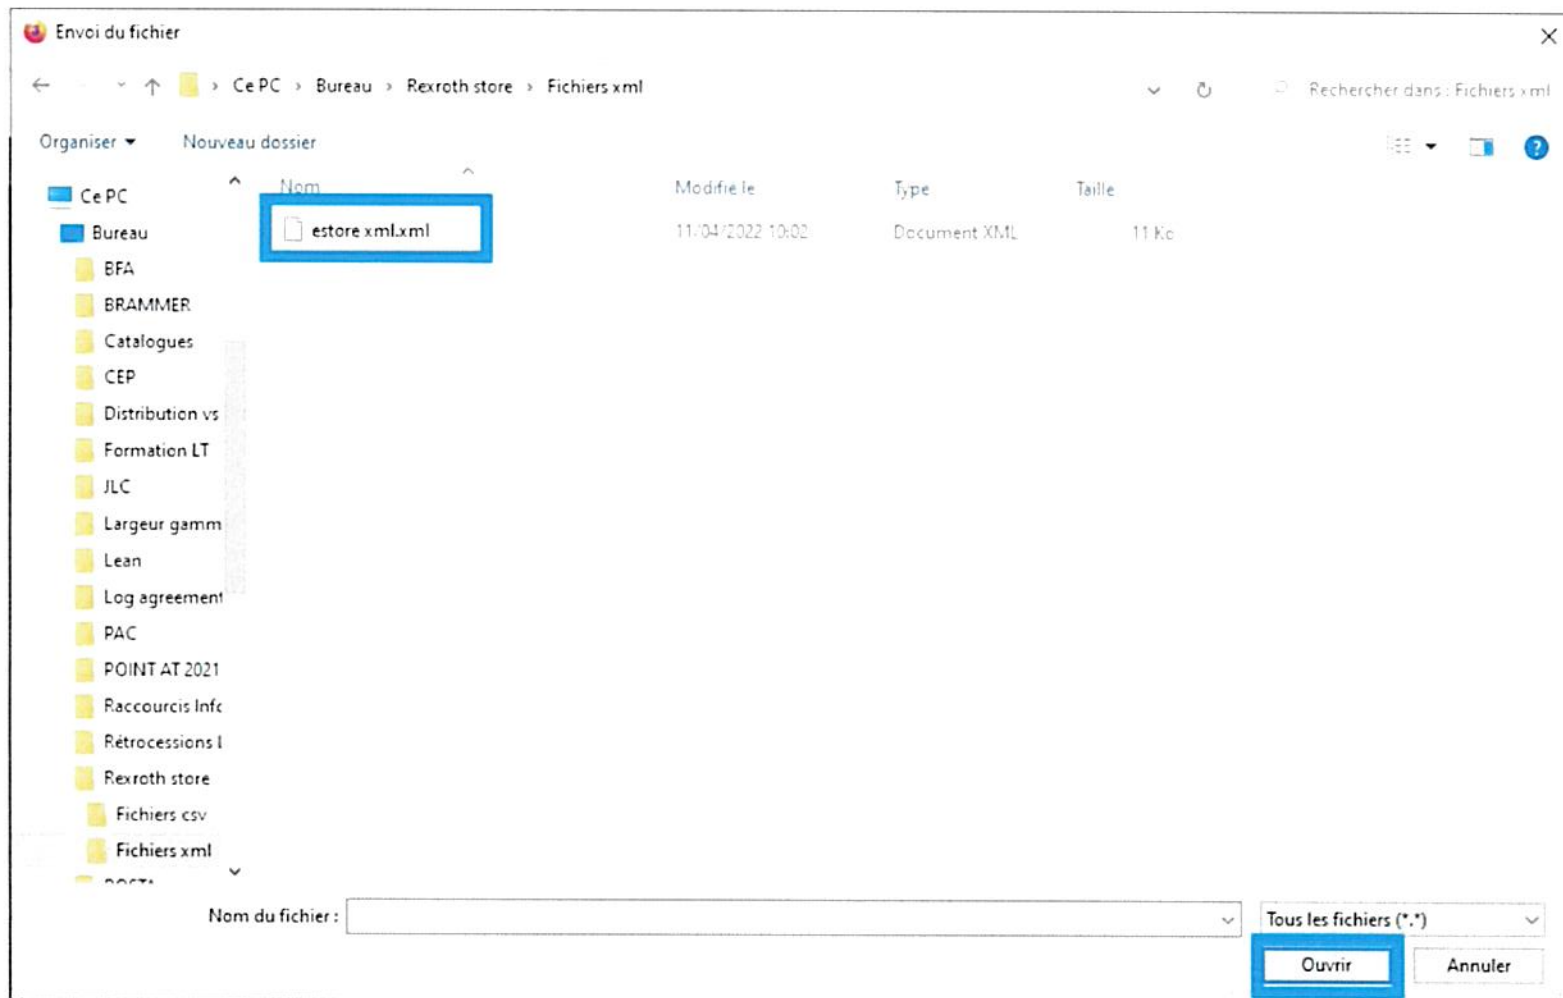 Envoi du fichier
Ce PC › Bureau › Rexroth store › Fichiers xml
Rechercher dans : Fichiers xml
Organiser Nouveau dossier
Nom Modifié le Type Taille
estore xml.xml 11/04/2022 10:02 Document XML 11 Ko
Ce PC
Bureau
BFA
BRAMMER
Catalogues
CEP
Distribution vs
Formation LT
JLC
Largeur gamm
Lean
Log agreement
PAC
POINT AT 2021
Raccourcis Info
Rétrocessions L
Rexroth store
Fichiers csv
Fichiers xml
Nom du fichier :
Tous les fichiers (*.*)
Ouvrir Annuler